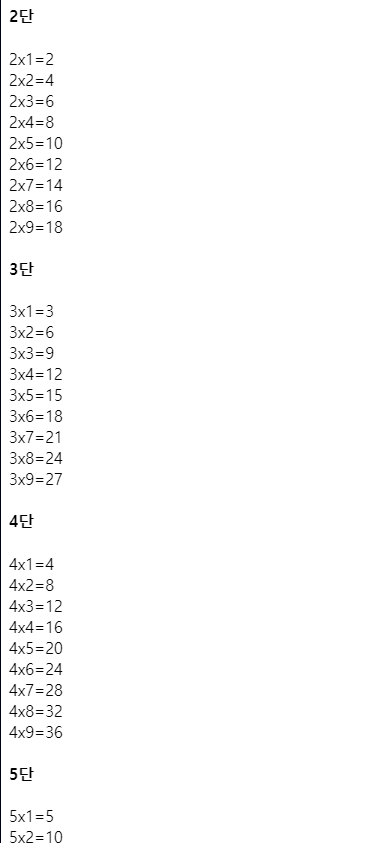 2단
2x1=2
2x2=4
2x3=6
2x4=8
2x5=10
2x6=12
2x7=14
2x8=16
2x9=18
3단
3x1=3
3x2=6
3x3=9
3x4=12
3x5=15
3x6=18
3x7=21
3x8=24
3x9=27
4단
4x1=4
4x2=8
4x3=12
4x4=16
4x5=20
4x6=24
4x7=28
4x8=32
4x9=36
5단
5x1=5
5x2=10